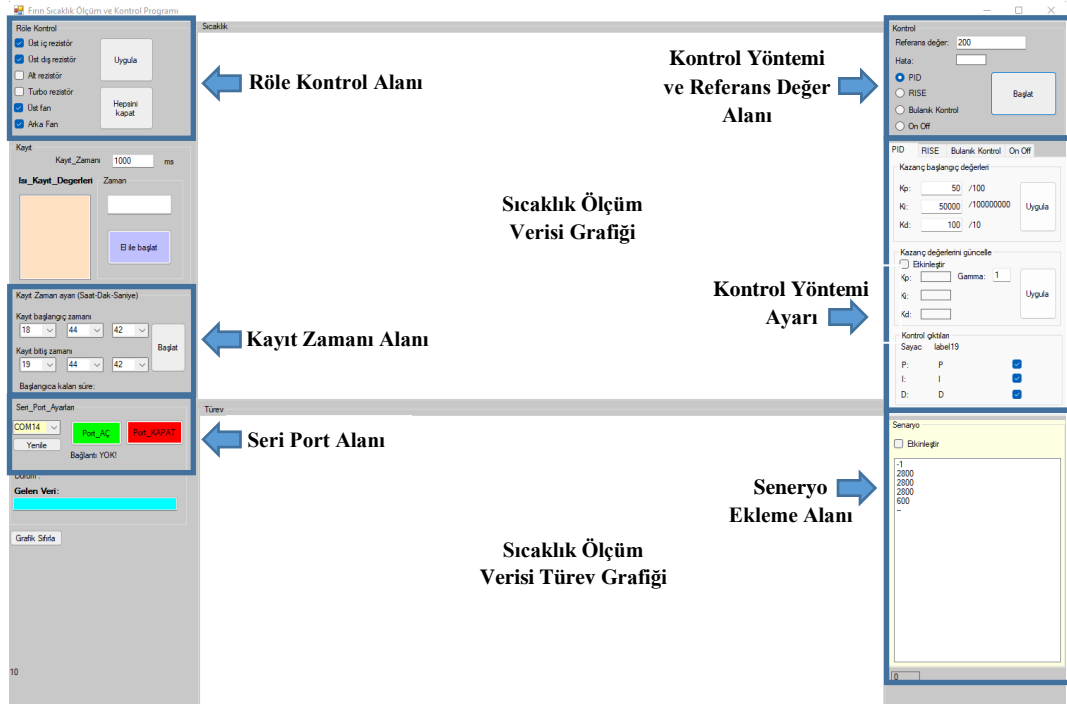 Fırın Sıcaklık Ölçüm ve Kontrol Programı
Röle Kontrol
Üst iç rezistör
Üst dış rezistör
Alt rezistör
Turbo rezistör
Üst fan
Arka Fan
Uygula
Hepsini
kapat
Röle Kontrol Alanı
Kayıt
Kayıt_Zamanı 1000 ms
Isı_Kayıt_Degerleri
Zaman
El ile başlat
Kayıt Zaman ayarı (Saat-Dak-Saniye)
Kayıt başlangıç zamanı
18 44 42
Kayıt bitiş zamanı
19 44 42
Başlat
Başlangıca kalan süre:
Kayıt Zamanı Alanı
Seri_Port_Ayarları
COM14
Yenile
Port_AÇ
Port_KAPAT
Bağlantı YOK!
Seri Port Alanı
Durum :
Gelen Veri:
Grafik Sıfırla
10
Sıcaklık
Sıcaklık Ölçüm
Verisi Grafiği
Türev
Sıcaklık Ölçüm
Verisi Türev Grafiği
Kontrol Yöntemi
ve Referans Değer
Alanı
Kontrol Yöntemi
Ayarı
Seneryo
Ekleme Alanı
Kontrol
Referans değer: 200
Hata:
PID
RISE
Bulanık Kontrol
On Off
Başlat
PID RISE Bulanık Kontrol On Off
Kazanç başlangıç değerleri
Kp: 50 /100
Ki: 50000 /100000000
Kd: 100 /10
Uygula
Kazanç değerlerini güncelle
Etkinleştir
Kp: Gamma: 1
Ki:
Kd:
Uygula
Kontrol çıktıları
Sayac label19
P: P
I: I
D: D
Senaryo
Etkinleştir
-1
2800
2800
2800
600
_
0